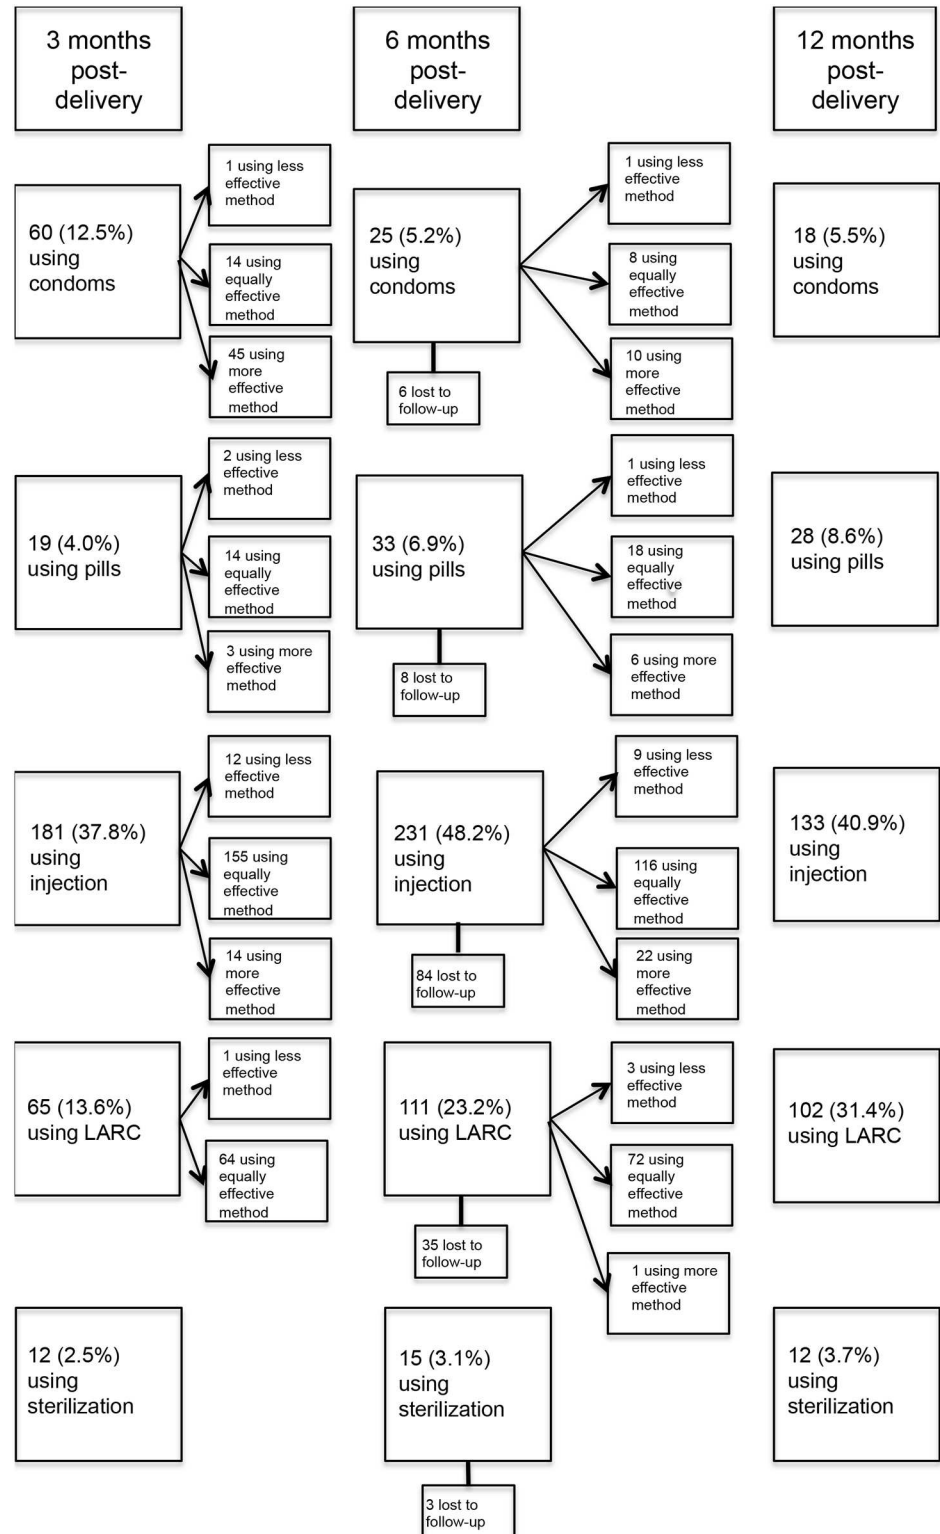 3 months
post-
delivery
6 months
post-
delivery
12 months
post-
delivery
60 (12.5%)
using
condoms
1 using less
effective
method
14 using
equally
effective
method
45 using
more
effective
method
25 (5.2%)
using
condoms
6 lost to
follow-up
1 using less
effective
method
8 using
equally
effective
method
10 using
more
effective
method
18 (5.5%)
using
condoms
19 (4.0%)
using pills
2 using less
effective
method
14 using
equally
effective
method
3 using more
effective
method
33 (6.9%)
using pills
8 lost to
follow-up
1 using less
effective
method
18 using
equally
effective
method
6 using more
effective
method
28 (8.6%)
using pills
181 (37.8%)
using
injection
12 using less
effective
method
155 using
equally
effective
method
14 using
more
effective
method
231 (48.2%)
using
injection
84 lost to
follow-up
9 using less
effective
method
116 using
equally
effective
method
22 using
more
effective
method
133 (40.9%)
using
injection
65 (13.6%)
using LARC
1 using less
effective
method
64 using
equally
effective
method
111 (23.2%)
using LARC
35 lost to
follow-up
3 using less
effective
method
72 using
equally
effective
method
1 using more
effective
method
102 (31.4%)
using LARC
12 (2.5%)
using
sterilization
15 (3.1%)
using
sterilization
3 lost to
follow-up
12 (3.7%)
using
sterilization